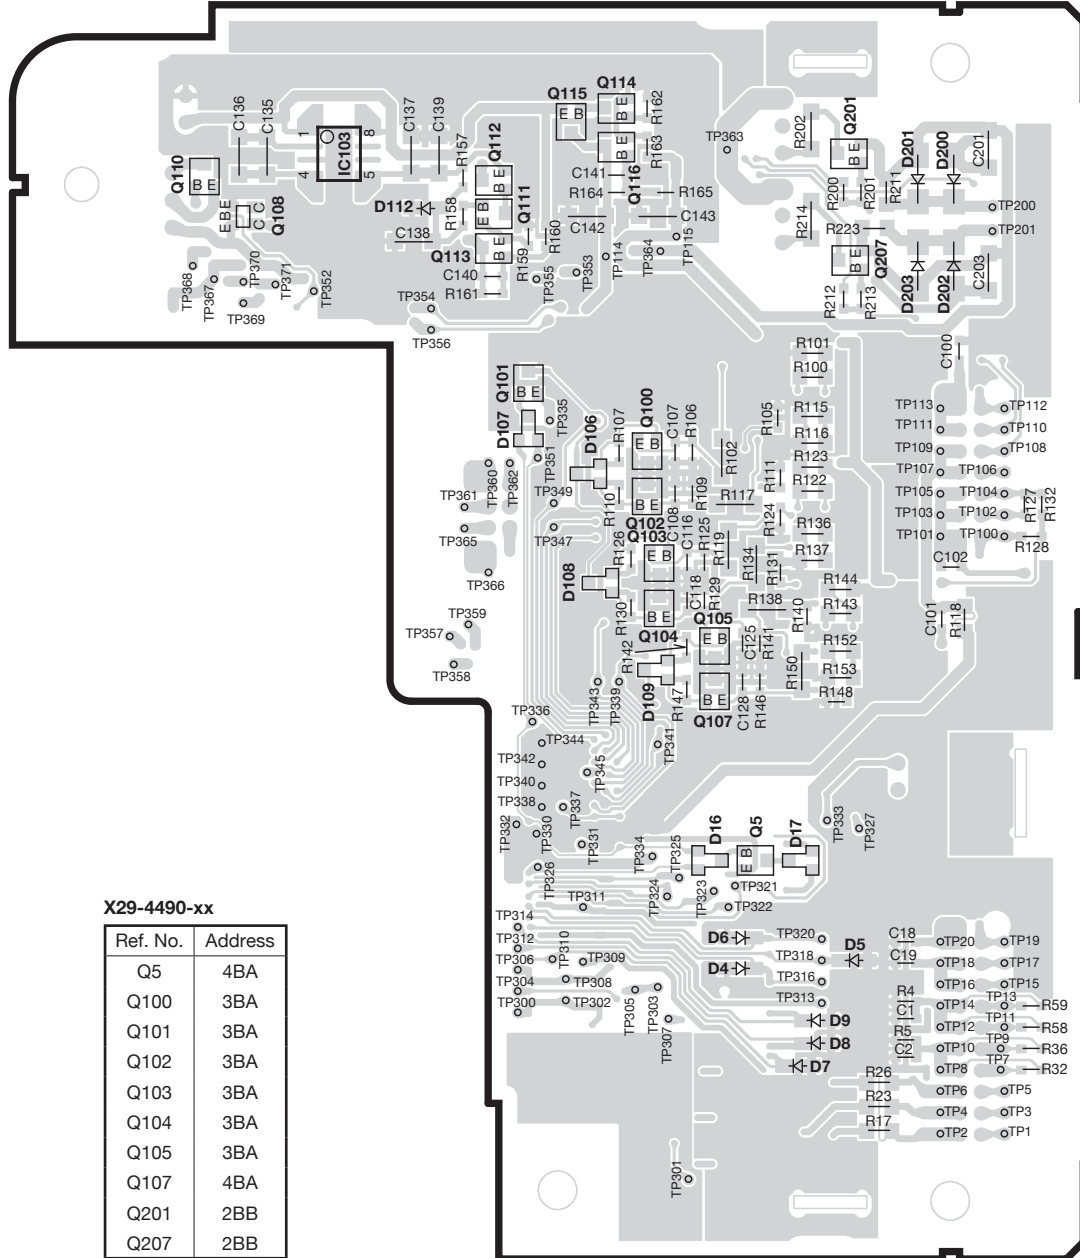 Q114
Q115
B E
R162
E B
Q112
C136
C135
C137
C139
R157
1
8
IC103
4
5
Q110
B E
B E
R163
C141
R164
Q116
R165
TP363
R202
Q201
B E
D201
D200
C201
R200
R201
R211
E B E
C C
Q108
D112
R158
B E
E B
Q111
C138
Q113
B E
R159
R160
C142
C143
R214
R223
TP200
TP201
B E
Q207
D203
D202
C203
R212
R213
C140
R161
TP355
TP353
TP114
TP364
TP115
TP368
TP367
TP370
TP371
TP352
TP369
TP354
TP356
Q101
B E
D107
TP335
TP351
D106
R107
Q100
E B
C107
R106
R102
R105
R101
R100
R115
R116
R123
R122
R111
C100
TP113
TP112
TP111
TP110
TP109
TP108
TP107
TP106
TP105
TP104
TP103
TP102
TP101
TP100
R127
R132
R128
TP361
TP360
TP362
TP349
TP365
TP347
TP366
R110
B E
Q102
C108
R109
R117
R124
Q103
R126
E B
C116
R125
R119
R134
R131
R136
R137
D108
R130
B E
Q104
C118
R129
R138
R140
R144
R143
C102
C101
R118
TP359
TP357
TP358
Q105
E B
R142
C125
R141
D109
R147
B E
Q107
C128
R146
R150
R152
R153
R148
TP343
TP339
TP336
TP344
TP341
TP342
TP345
TP340
TP338
TP337
TP332
TP330
TP331
TP334
TP325
D16
Q5
E B
D17
TP333
TP327
TP326
TP324
TP323
TP321
TP322
TP311
TP314
TP312
TP310
TP306
TP309
TP304
TP308
TP300
TP302
TP305
TP303
TP307
D6
TP320
D5
C18
TP20
TP19
D4
TP318
C19
TP18
TP17
TP316
TP16
TP15
TP313
R4
C1
TP14
TP13
R59
D9
R5
TP12
TP11
R58
D8
C2
TP10
TP9
R36
D7
TP8
TP7
R32
R26
TP6
TP5
R23
TP4
TP3
R17
TP2
TP1
TP301
X29-4490-xx
Ref. No. Address
Q5 4BA
Q100 3BA
Q101 3BA
Q102 3BA
Q103 3BA
Q104 3BA
Q105 3BA
Q107 4BA
Q201 2BB
Q207 2BB